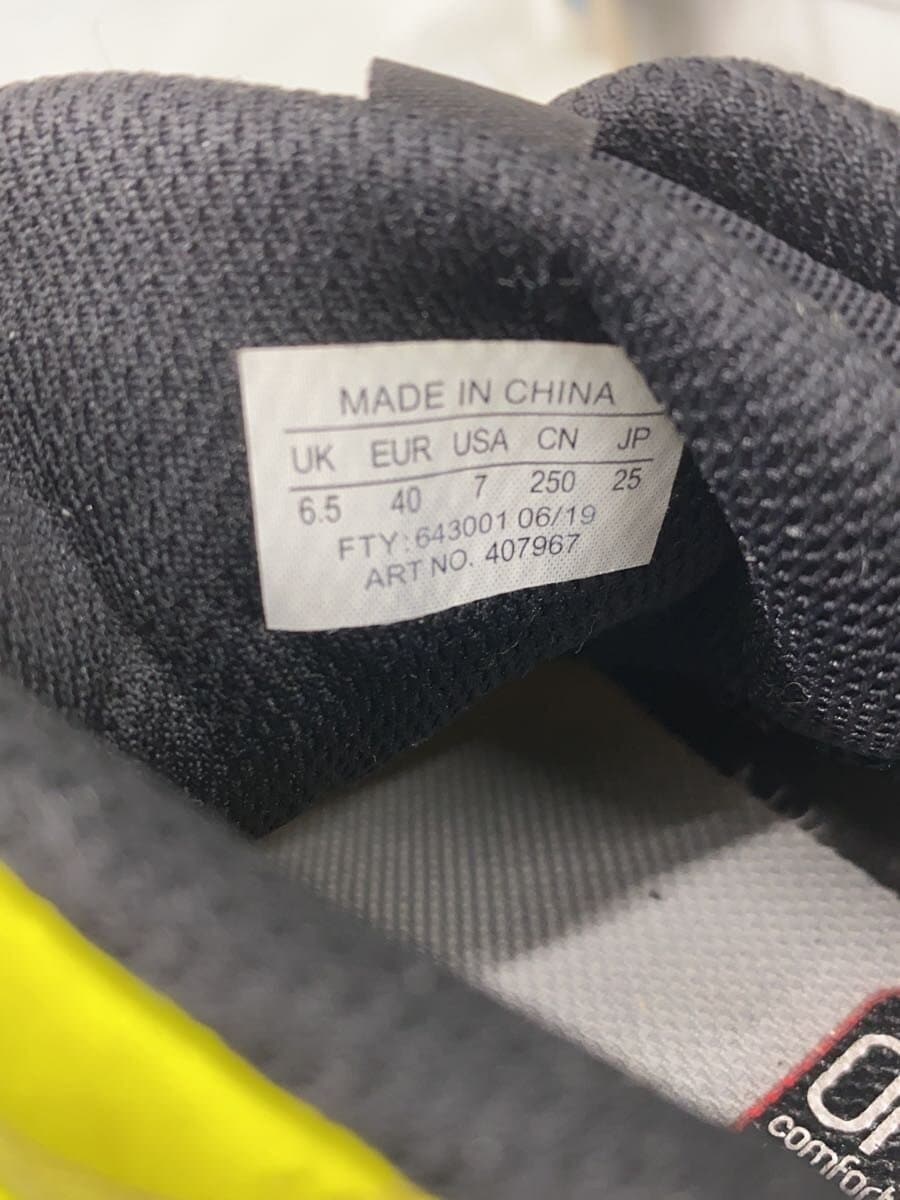 MADE IN CHINA
UK EUR USA CN JP
6.5 40 7 250 25
FTY:643001 06/19
ART NO. 407967